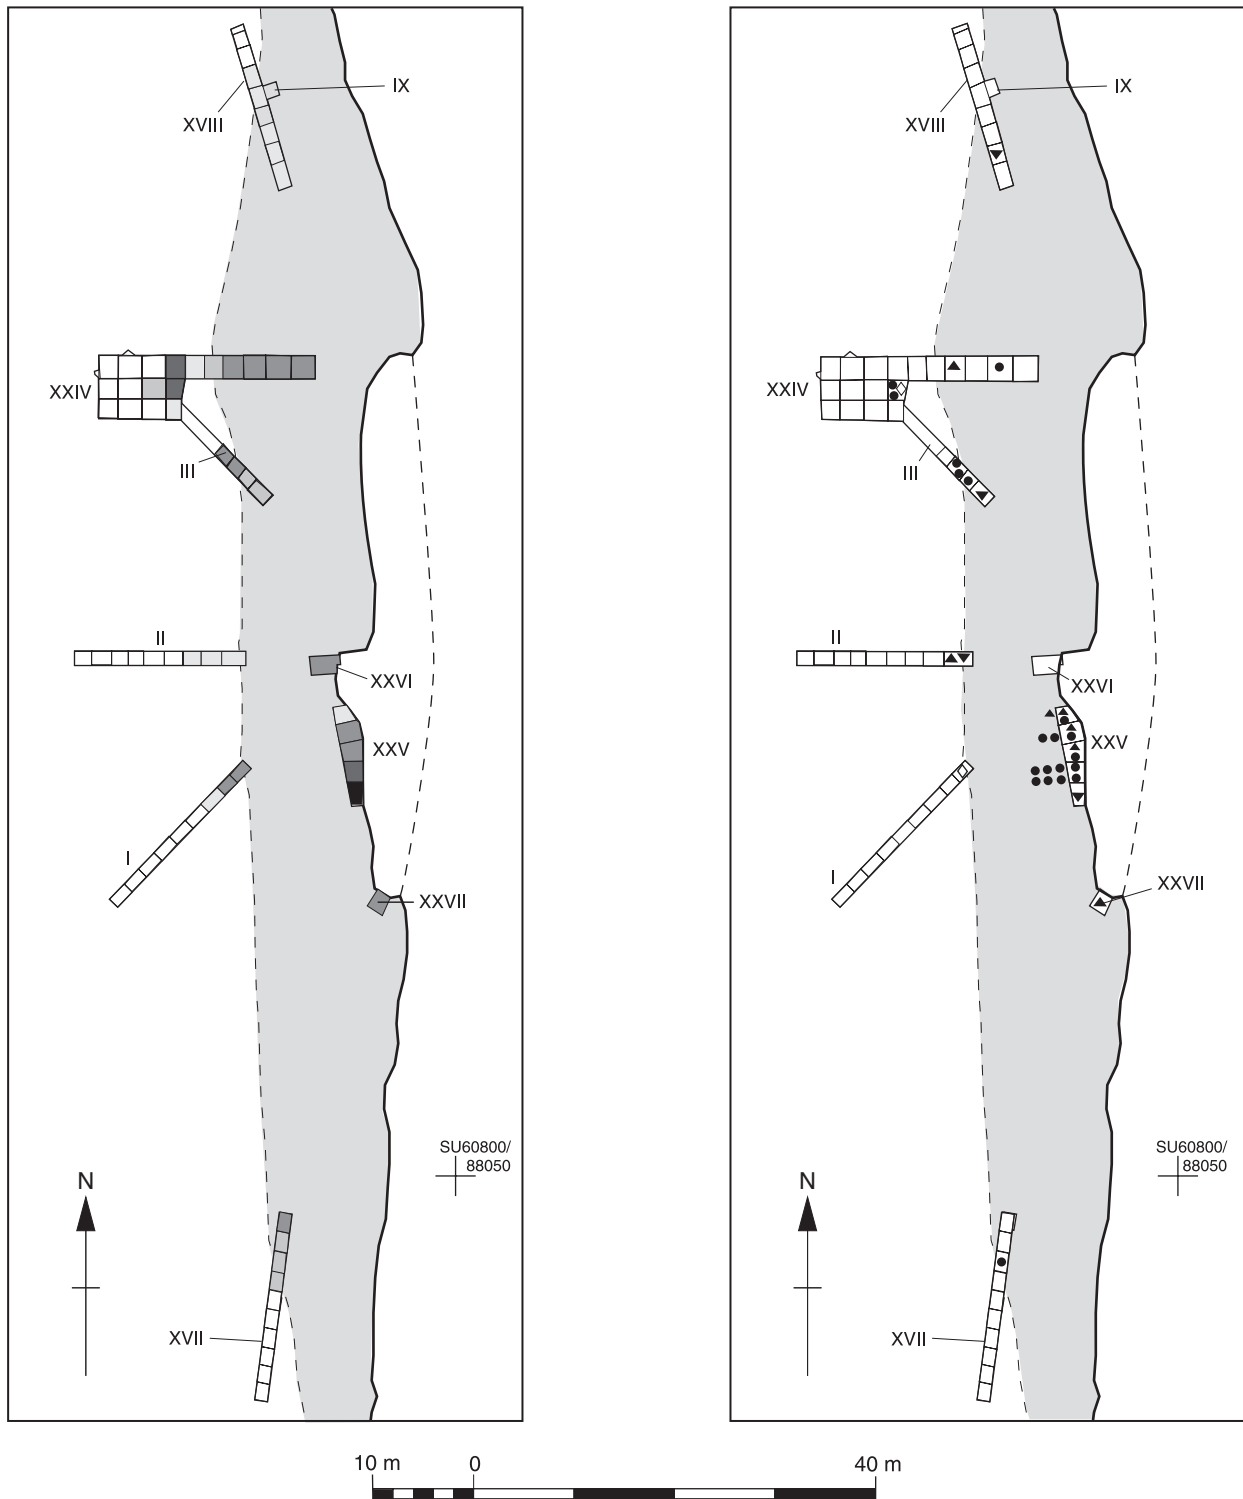 IX
XVIII
XXIV
III
II
XXVI
XXV
I
XXVII
SU60800/
88050
N
XVII
IX
XVIII
XXIV
III
II
XXVI
XXV
I
XXVII
SU60800/
88050
N
XVII
10 m 0 40 m